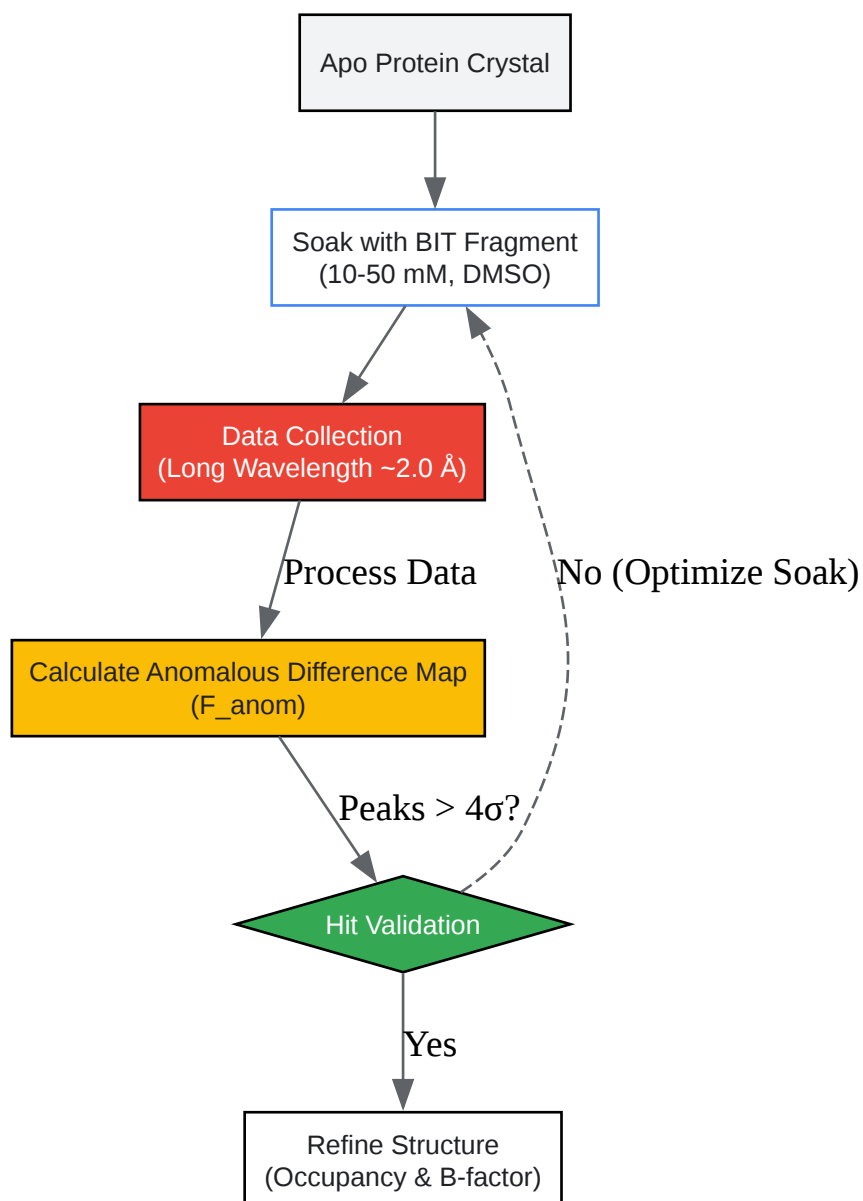 Apo Protein Crystal
Soak with BIT Fragment
(10-50 mM, DMSO)
Data Collection
(Long Wavelength ~2.0 Å)
Process Data
No (Optimize Soak)
Calculate Anomalous Difference Map
(F_anom)
Peaks > 4σ?
Hit Validation
Yes
Refine Structure
(Occupancy & B-factor)